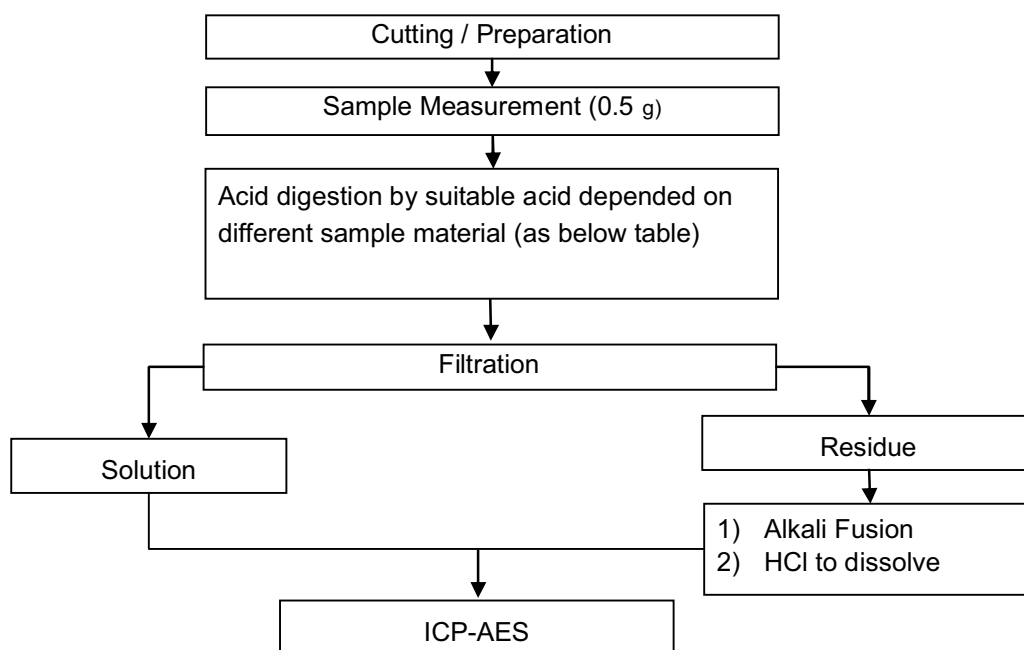 Cutting / Preparation
Sample Measurement (0.5 g)
Acid digestion by suitable acid depended on
different sample material (as below table)
Filtration
Solution
Residue
1) Alkali Fusion
2) HCl to dissolve
ICP-AES